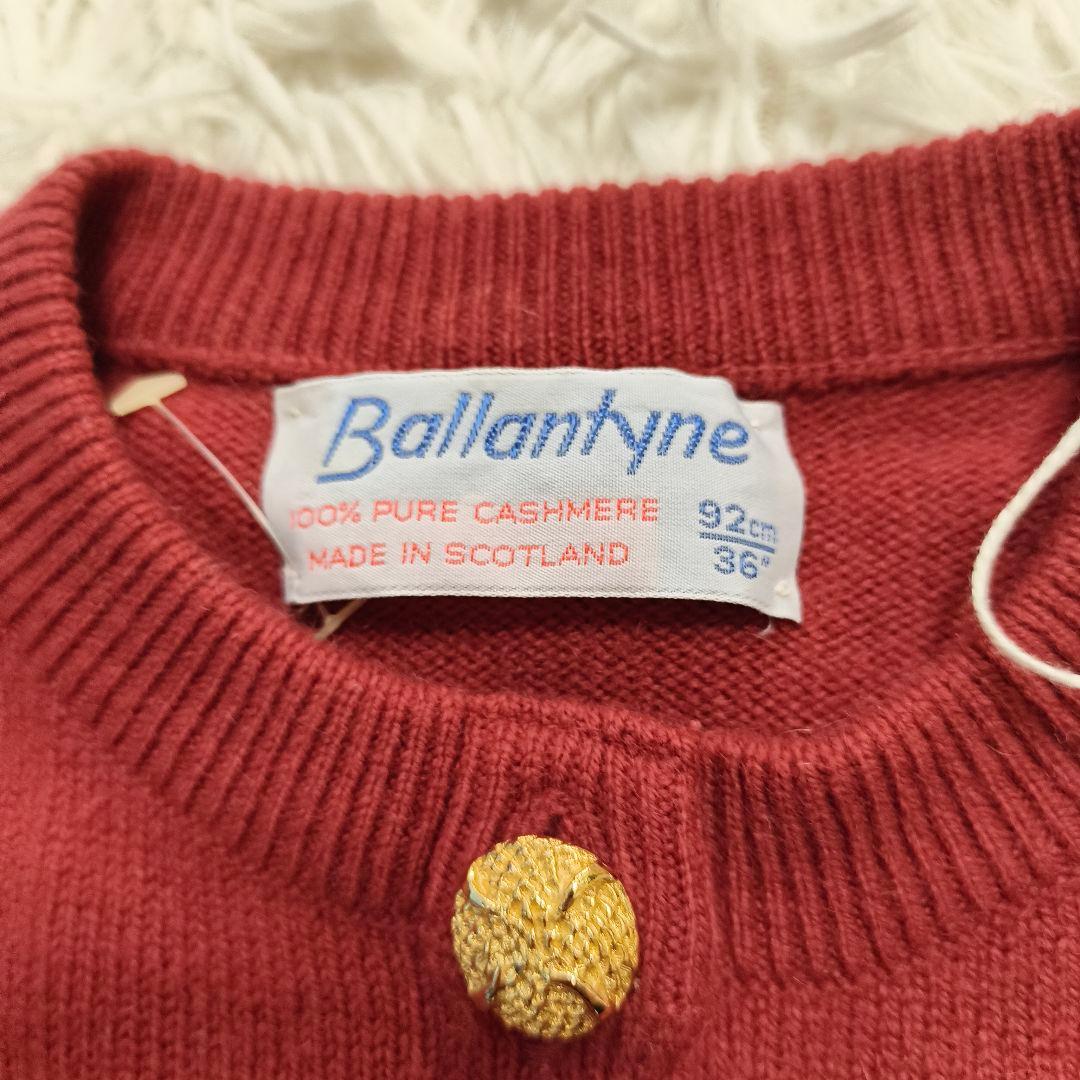 Ballantyne
100% PURE CASHMERE
MADE IN SCOTLAND
92cm
36"